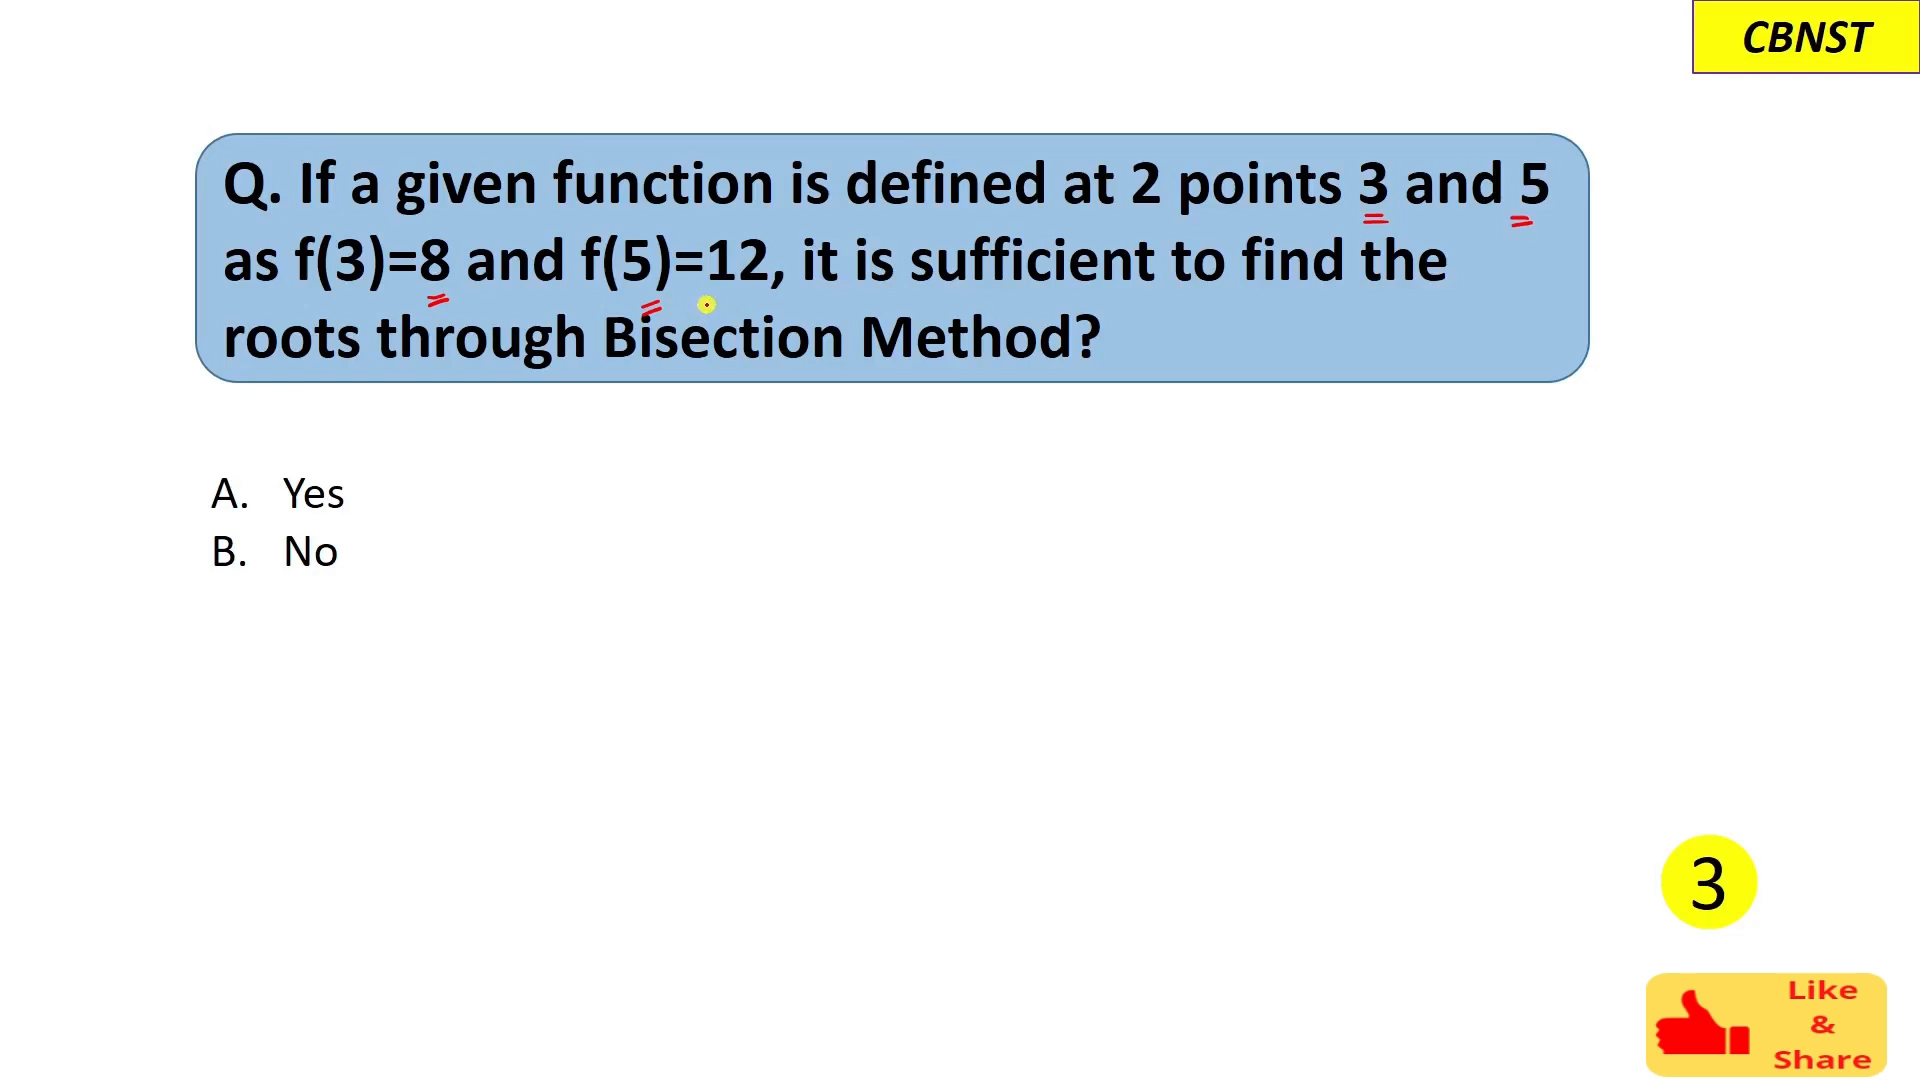 CBNST
Q. If a given function is defined at 2 points 3 and 5
as f(3)=8 and f(5)=12, it is sufficient to find the
roots through Bisection Method?
A. Yes
B. No
3
Like
&
Share